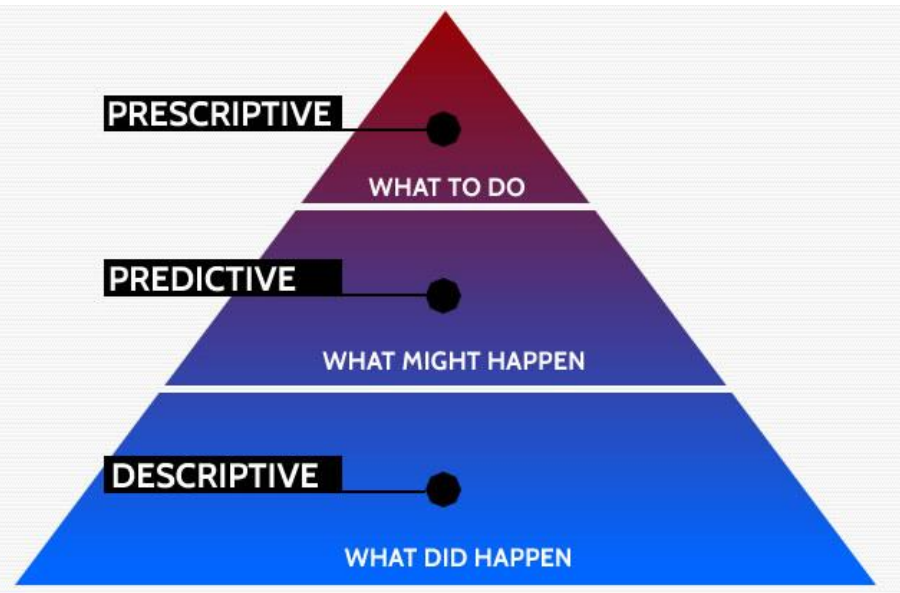 PRESCRIPTIVE
WHAT TO DO
PREDICTIVE
WHAT MIGHT HAPPEN
DESCRIPTIVE
WHAT DID HAPPEN